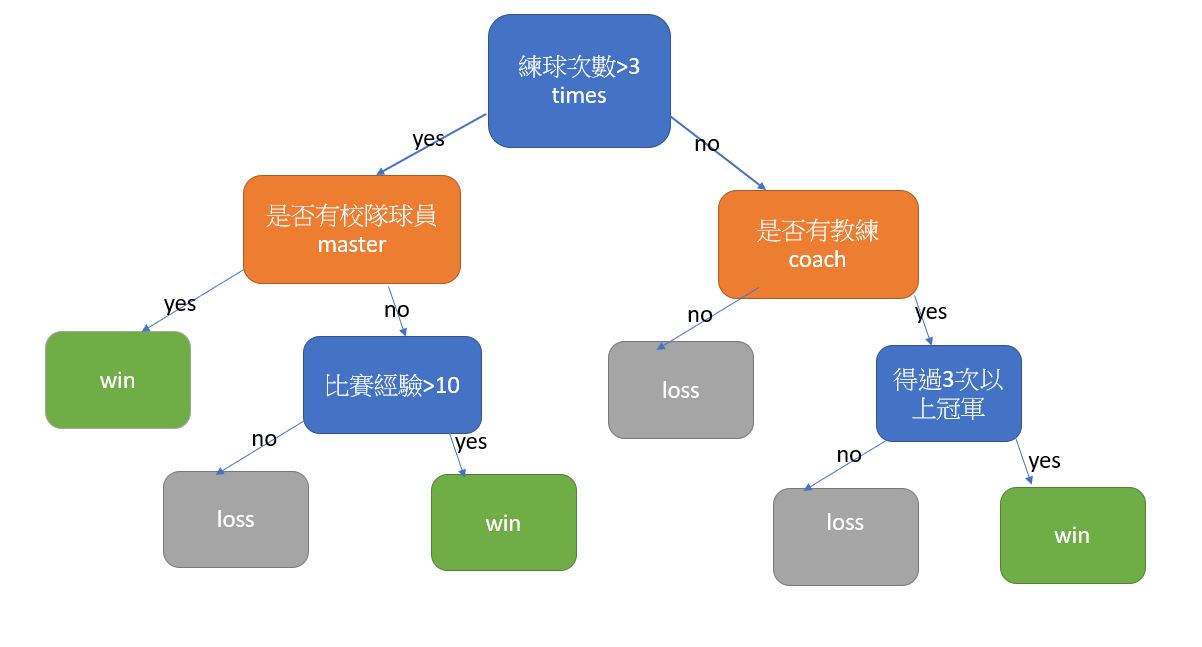 練球次數>3
times
yes
no
是否有校隊球員
master
是否有教練
coach
yes
no
no
yes
win
比賽經驗>10
loss
得過3次以
上冠軍
no
yes
no
yes
loss
win
loss
win